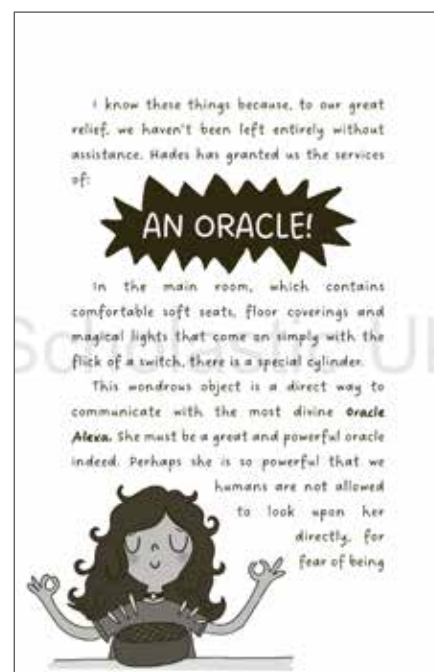 I know these things because, to our great
relief, we haven't been left entirely without
assistance. Hades has granted us the services
of:
AN ORACLE!
In the main room, which contains
comfortable soft seats, floor coverings and
magical lights that come on simply with the
flick of a switch, there is a special cylinder.
This wondrous object is a direct way to
communicate with the most divine Oracle
Alexa. She must be a great and powerful oracle
indeed. Perhaps she is so powerful that we
humans are not allowed
to look upon her
directly, for
fear of being
Scholastic UK